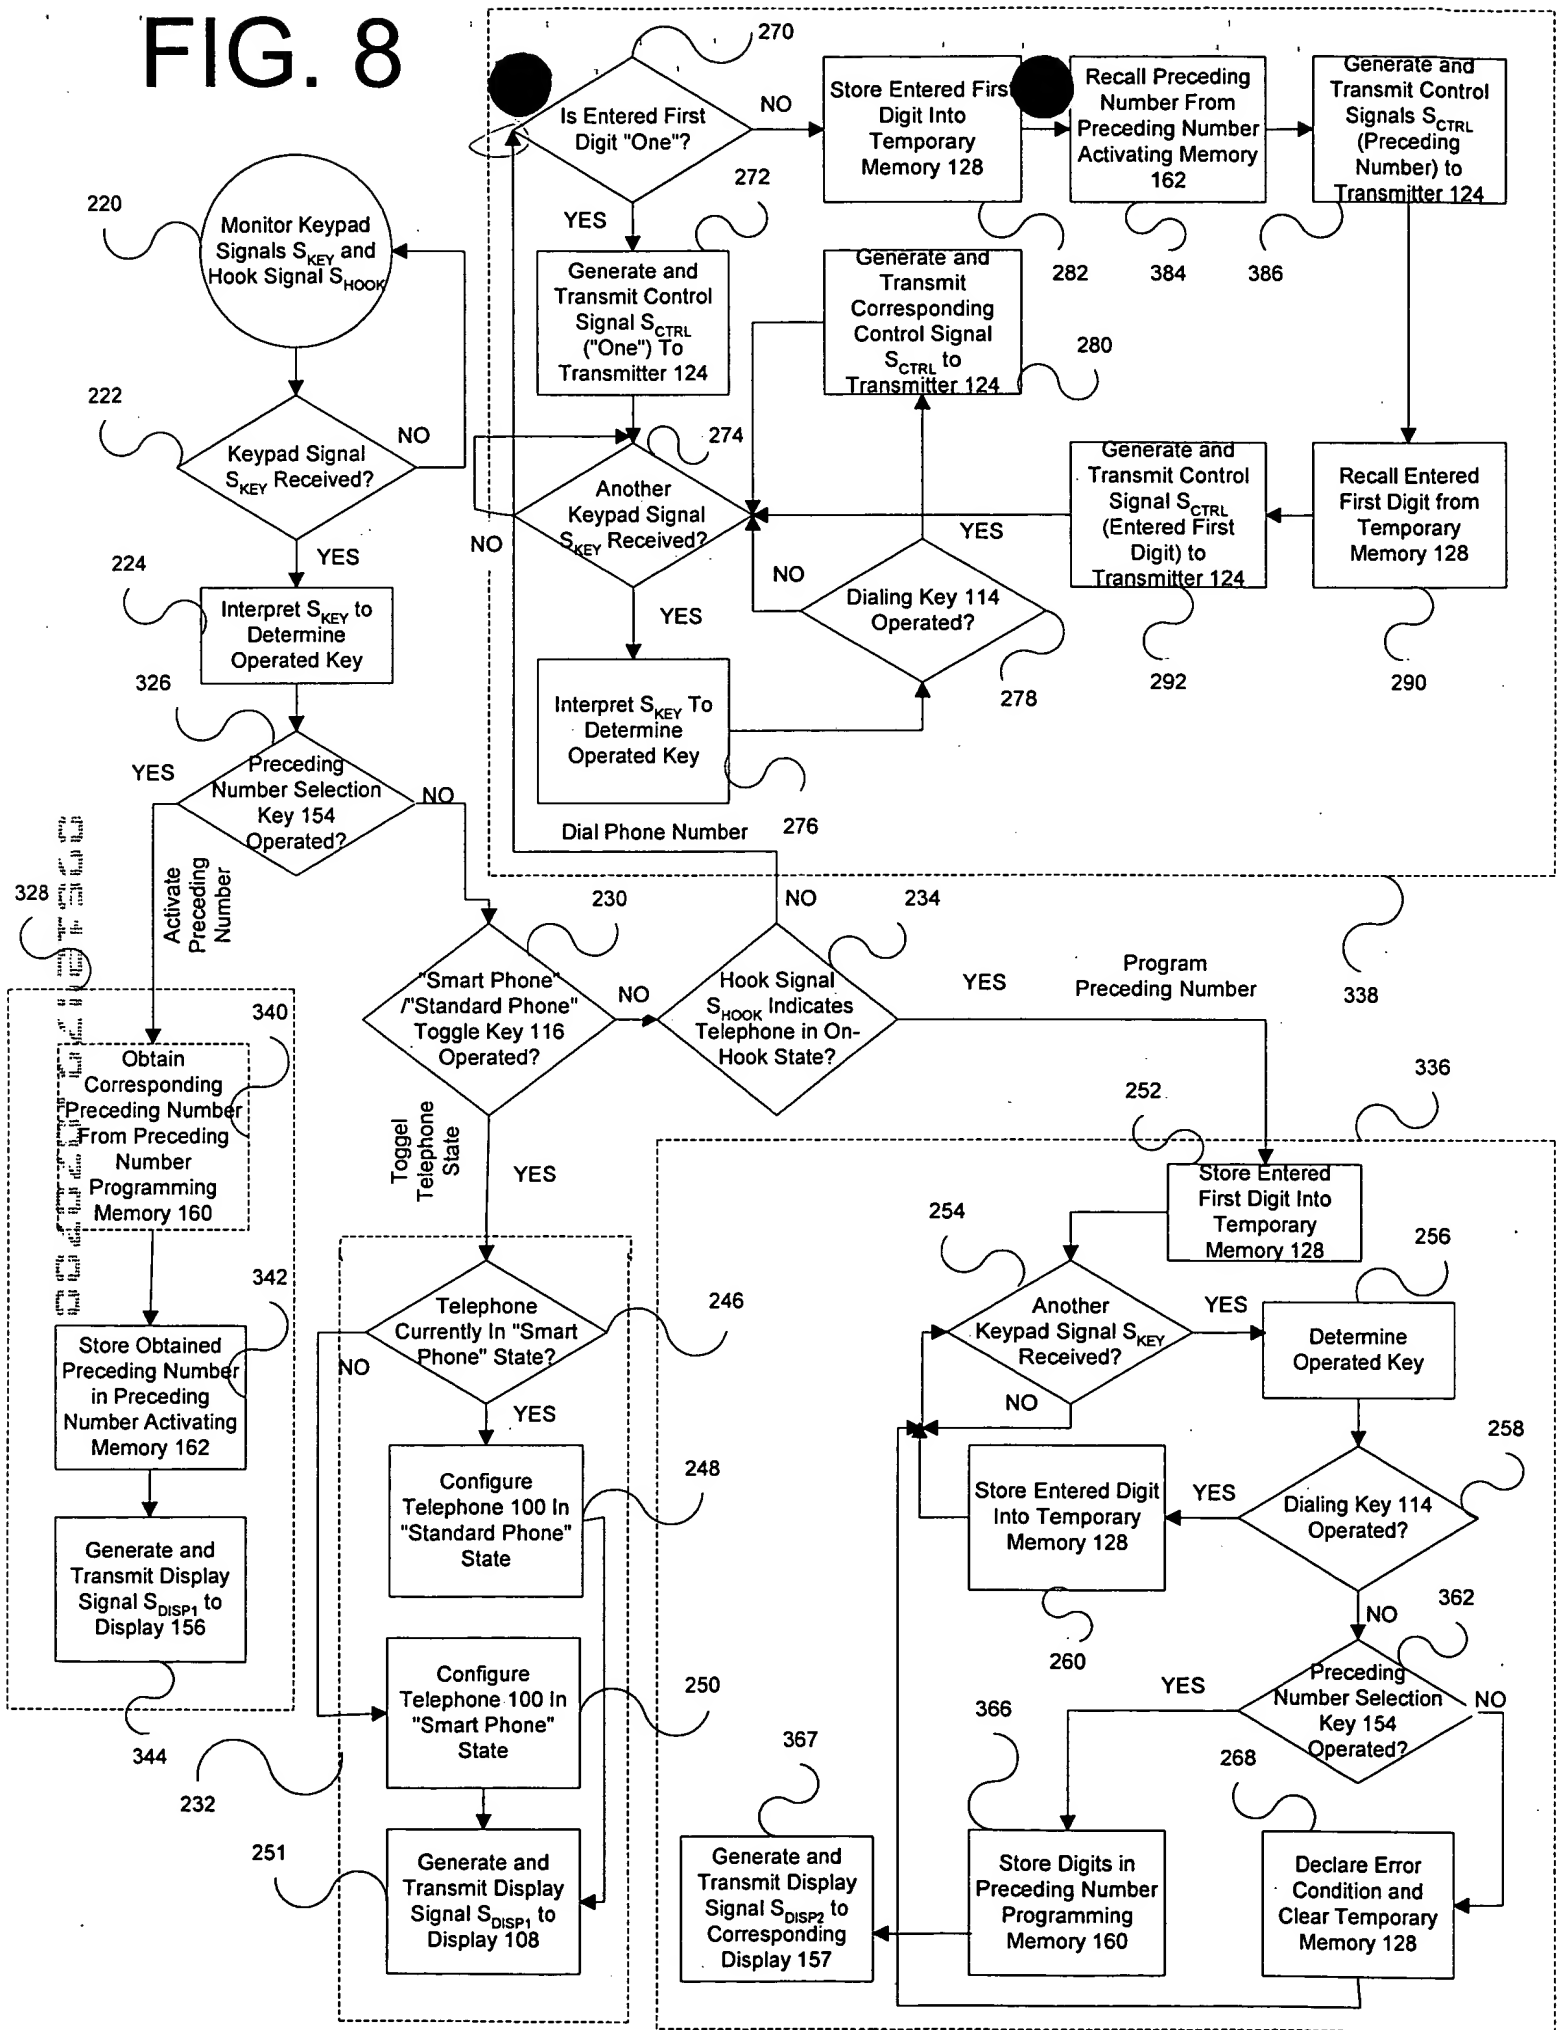 FIG. 8
270
Is Entered First
Digit "One"?
NO
Store Entered First
Digit Into
Temporary
Memory 128
Recall Preceding
Number From
Preceding Number
Activating Memory
162
Generate and
Transmit Control
Signals SCTRL
(Preceding
Number) to
Transmitter 124
282
384
386
YES
272
Generate and
Transmit Control
Signal SCTRL
("One") To
Transmitter 124
Generate and
Transmit
Corresponding
Control Signal
SCTRL to
Transmitter 124
280
274
Another
Keypad Signal
SKEY Received?
NO
YES
YES
Generate and
Transmit Control
Signal SCTRL
(Entered First
Digit) to
Transmitter 124
292
Recall Entered
First Digit from
Temporary
Memory 128
290
NO
Dialing Key 114
Operated?
278
Interpret SKEY To
Determine
Operated Key
276
Dial Phone Number
338
220
Monitor Keypad
Signals SKEY and
Hook Signal SHOOK
222
Keypad Signal
SKEY Received?
NO
YES
224
Interpret SKEY to
Determine
Operated Key
326
YES
Preceding
Number Selection
Key 154
Operated?
NO
Activate
Preceding
Number
328
340
Obtain
Corresponding
Preceding Number
From Preceding
Number
Programming
Memory 160
342
Store Obtained
Preceding Number
in Preceding
Number Activating
Memory 162
Generate and
Transmit Display
Signal SDISP1 to
Display 156
344
230
"Smart Phone"
/"Standard Phone"
Toggle Key 116
Operated?
NO
YES
Toggel
Telephone
State
NO
234
Hook Signal
SHOOK Indicates
Telephone in On-
Hook State?
YES
Program
Preceding Number
232
246
Telephone
Currently In "Smart
Phone" State?
NO
YES
248
Configure
Telephone 100 In
"Standard Phone"
State
250
Configure
Telephone 100 In
"Smart Phone"
State
251
Generate and
Transmit Display
Signal SDISP1 to
Display 108
336
252
Store Entered
First Digit Into
Temporary
Memory 128
254
Another
Keypad Signal SKEY
Received?
YES
NO
256
Determine
Operated Key
258
Dialing Key 114
Operated?
YES
NO
Store Entered Digit
Into Temporary
Memory 128
260
362
Preceding
Number Selection
Key 154
Operated?
YES
NO
366
Store Digits in
Preceding Number
Programming
Memory 160
367
Generate and
Transmit Display
Signal SDISP2 to
Corresponding
Display 157
268
Declare Error
Condition and
Clear Temporary
Memory 128